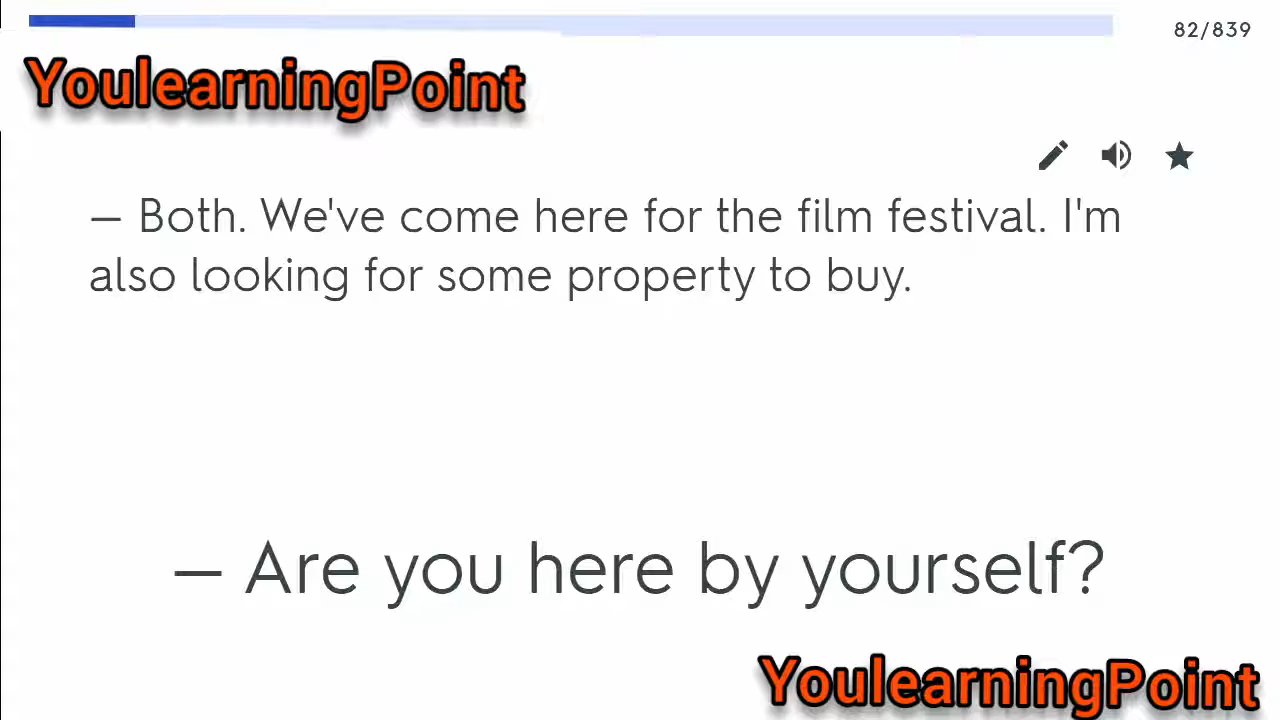 82/839
YoulearningPoint
– Both. We've come here for the film festival. I'm
also looking for some property to buy.
– Are you here by yourself?
YoulearningPoint